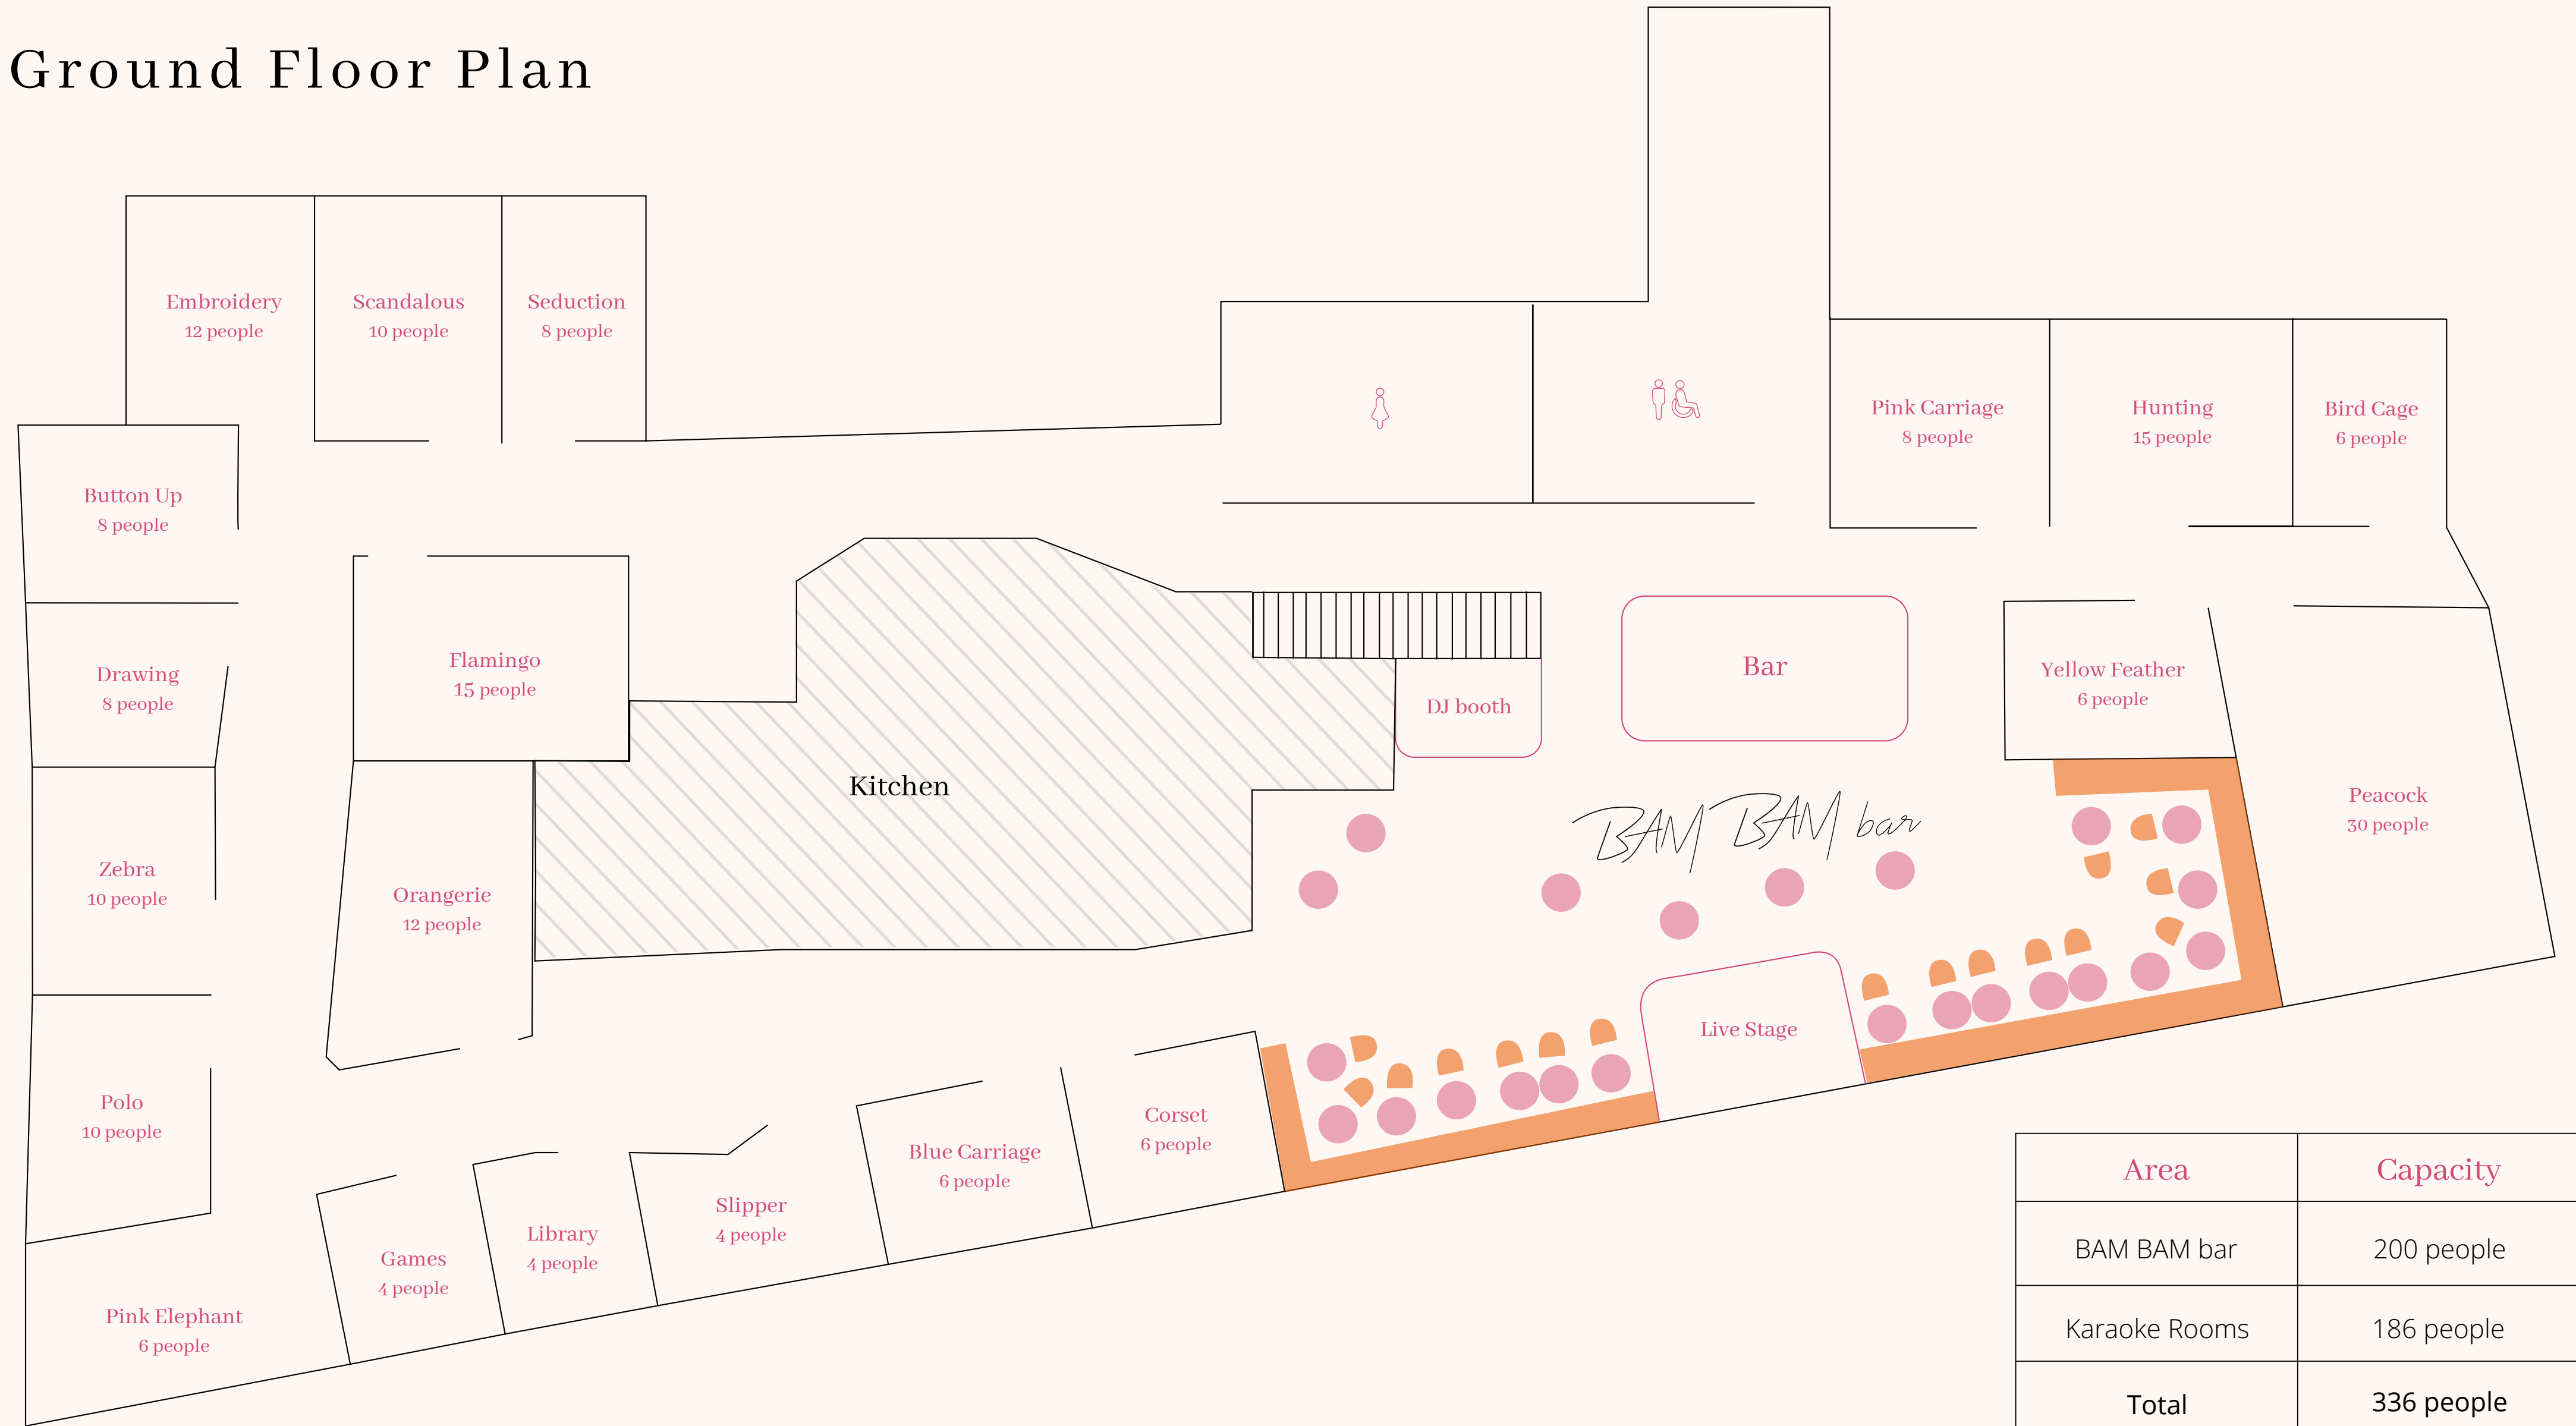 Ground Floor Plan
Embroidery
12 people
Scandalous
10 people
Seduction
8 people
Pink Carriage
8 people
Hunting
15 people
Bird Cage
6 people
Button Up
8 people
Drawing
8 people
Flamingo
15 people
Kitchen
DJ booth
Bar
Yellow Feather
6 people
Peacock
30 people
BAM BAM bar
Zebra
10 people
Orangerie
12 people
Live Stage
Polo
10 people
Corset
6 people
Blue Carriage
6 people
Slipper
4 people
Library
4 people
Games
4 people
Pink Elephant
6 people
Area Capacity
BAM BAM bar 200 people
Karaoke Rooms 186 people
Total 336 people